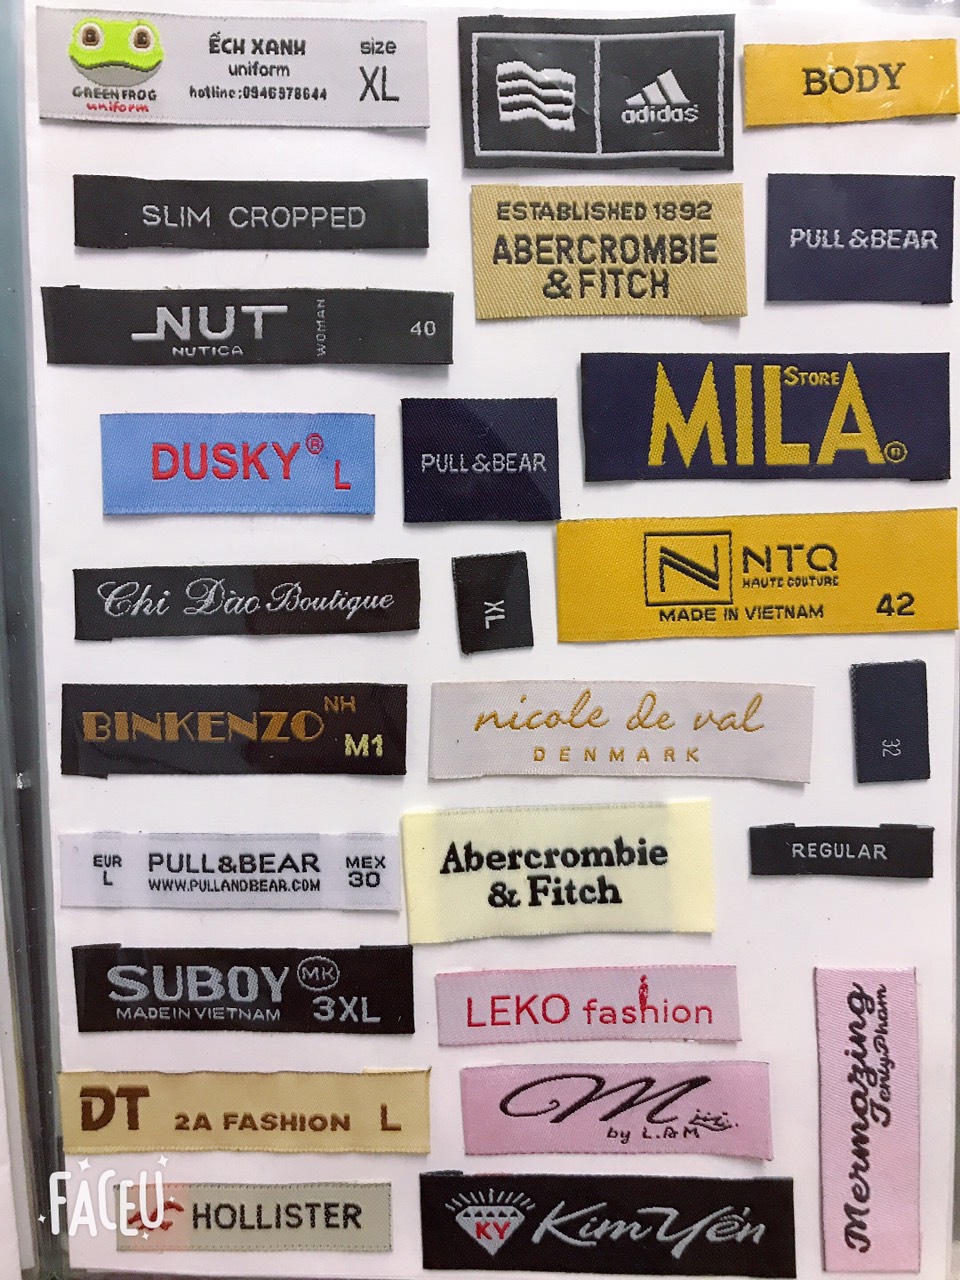 ẾCH XANH
uniform
hotline:0946978644
size
XL
GREEN FROG
uniform
adidas
BODY
SLIM CROPPED
ESTABLISHED 1892
ABERCROMBIE
& FITCH
PULL&BEAR
NUT
NUTICA
WOMAN
40
STORE
MILA
DUSKY®
L
PULL&BEAR
NTQ
HAUTE COUTURE
MADE IN VIETNAM
42
Chi Dào Boutique
XL
BINKENZO NH
M1
nicole de val
DENMARK
32
EUR
L
PULL&BEAR
WWW.PULLANDBEAR.COM
MEX
30
Abercrombie
& Fitch
REGULAR
SUBOY MK
MADE IN VIETNAM
3XL
LEKO fashion
Mermazing
DT
2A FASHION
L
M
by L.AM
HOLLISTER
KY
Kim Yến
FACEU